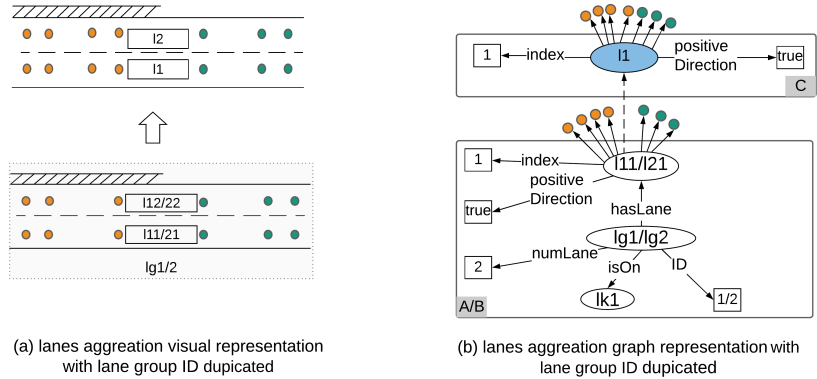 l2
l1
l12/22
l11/21
lg1/2
(a) lanes aggreation visual representation
with lane group ID dupicated
1
index
l1
positive
Direction
true
C
1
index
l11/l21
positive
Direction
true
hasLane
lg1/lg2
numLane
2
isOn
ID
lk1
1/2
A/B
(b) lanes aggreation graph representation with
lane group ID dupicated